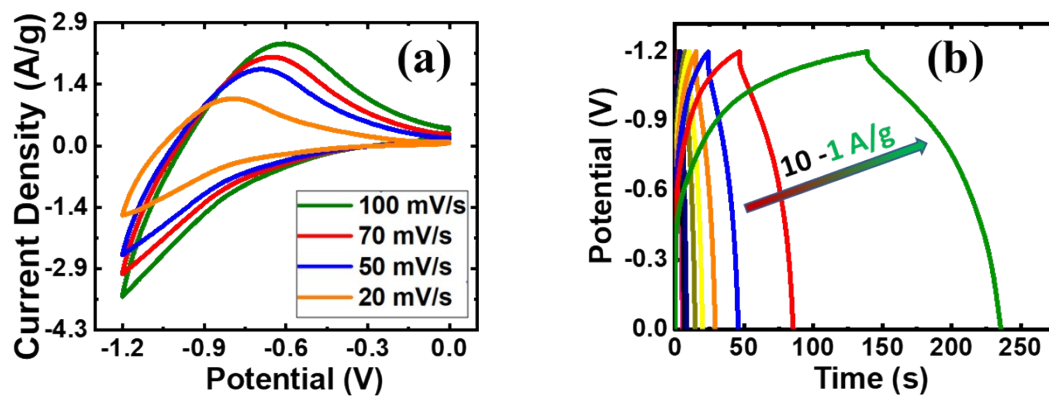 (a)
Current Density (A/g)
2.9
1.4
0.0
-1.4
-2.9
-4.3
100 mV/s
70 mV/s
50 mV/s
20 mV/s
-1.2 -0.9 -0.6 -0.3 0.0
Potential (V)
(b)
Potential (V)
-1.2
-0.9
-0.6
-0.3
0.0
10 -1 A/g
0 50 100 150 200 250
Time (s)